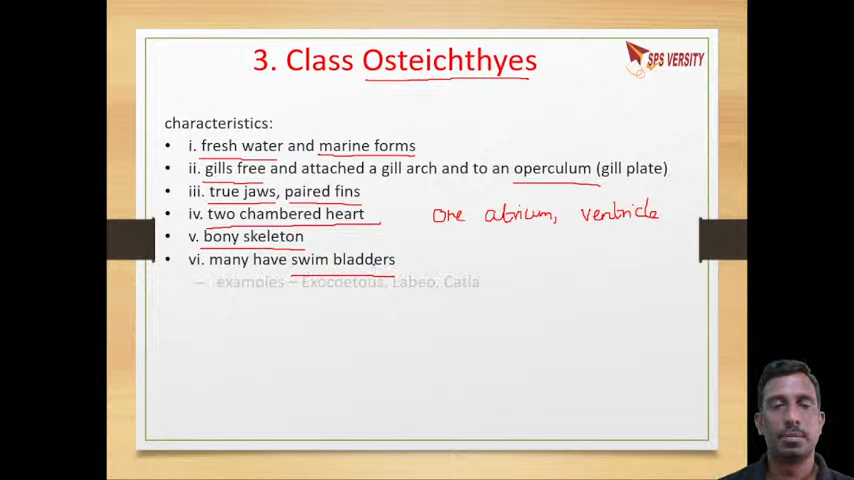 3. Class Osteichthyes
SPS VERSITY
characteristics:
• i. fresh water and marine forms
• ii. gills free and attached a gill arch and to an operculum (gill plate)
• iii. true jaws, paired fins
• iv. two chambered heart one atrium, ventricle
• v. bony skeleton
• vi. many have swim bladders
– examples – Exocoetous, Labeo, Catla